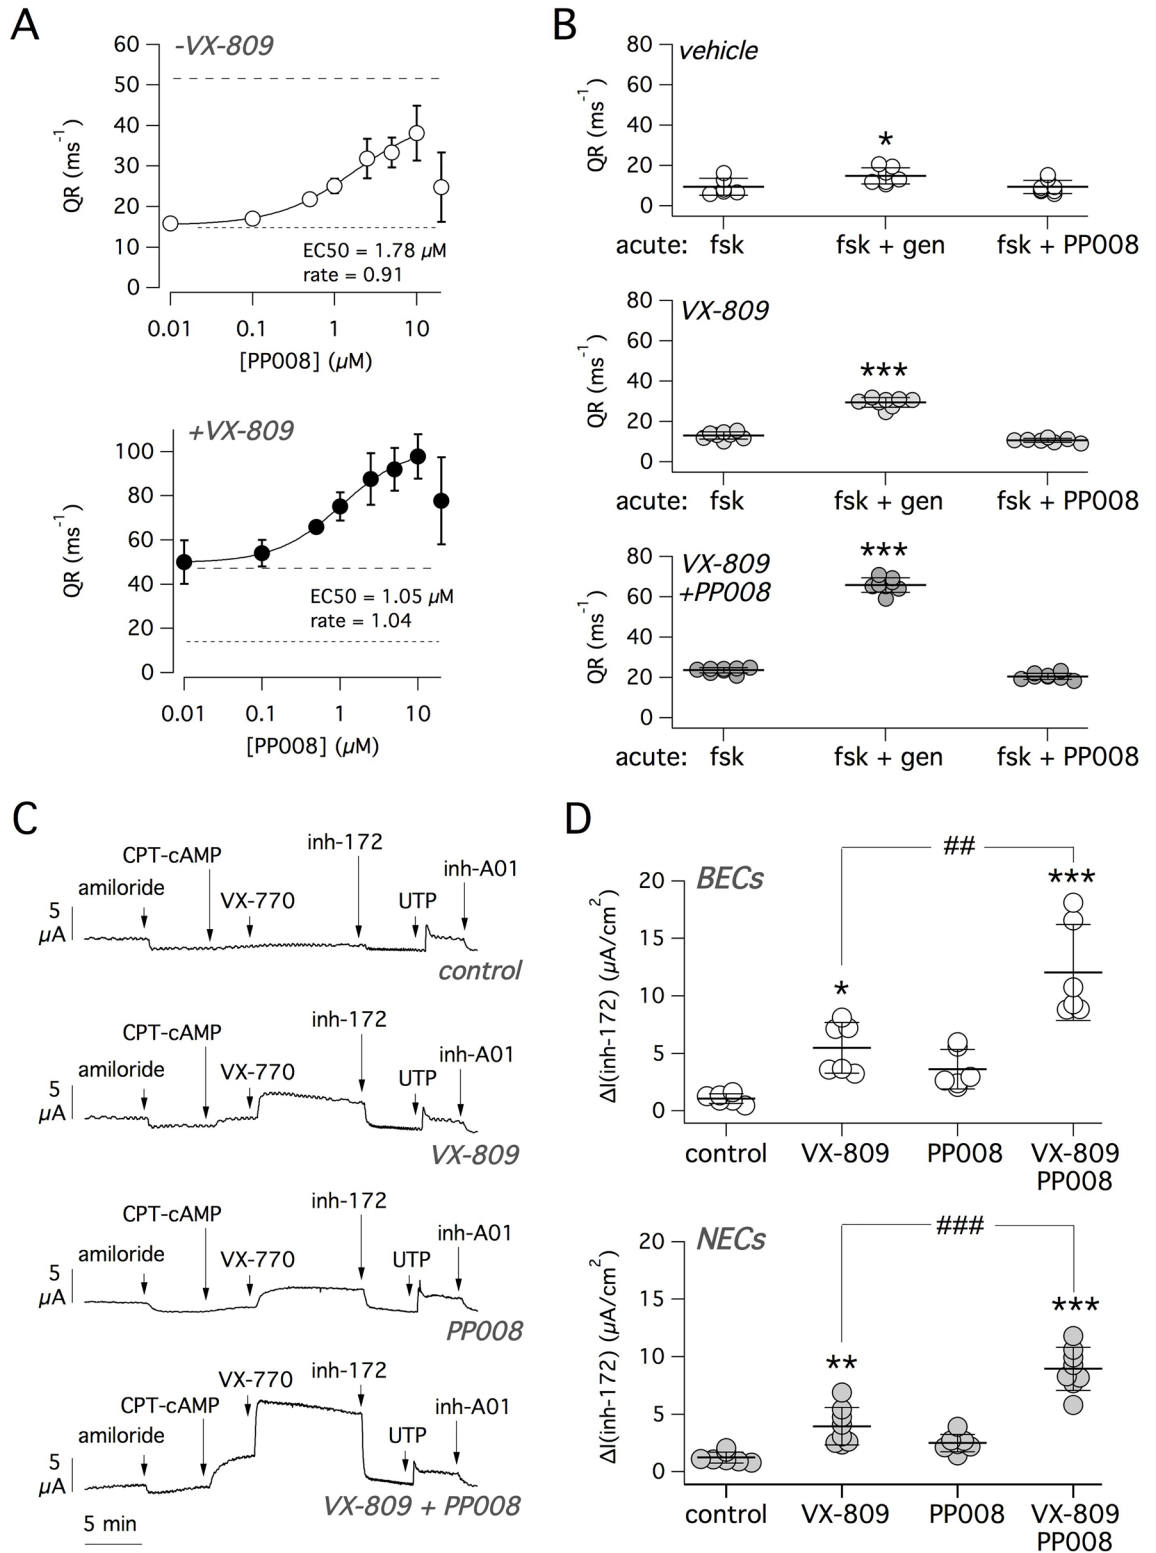 A
-VX-809
60
50
40
30
20
10
0
QR (ms-1)
EC50 = 1.78 µM
rate = 0.91
0.01 0.1 1 10
[PP008] (µM)
+VX-809
100
80
60
40
20
0
QR (ms-1)
EC50 = 1.05 µM
rate = 1.04
0.01 0.1 1 10
[PP008] (µM)
B
vehicle
80
60
40
20
0
QR (ms-1)
*
acute: fsk fsk + gen fsk + PP008
VX-809
80
60
40
20
0
QR (ms-1)
***
acute: fsk fsk + gen fsk + PP008
VX-809
+PP008
80
60
40
20
0
QR (ms-1)
***
acute: fsk fsk + gen fsk + PP008
C
inh-172
CPT-cAMP
inh-A01
amiloride
VX-770
UTP
5
µA
control
inh-172
CPT-cAMP
inh-A01
amiloride
VX-770
UTP
5
µA
VX-809
inh-172
CPT-cAMP
inh-A01
amiloride
VX-770
UTP
5
µA
PP008
inh-172
VX-770
CPT-cAMP
inh-A01
amiloride
UTP
5
µA
VX-809 + PP008
5 min
D
BECs
##
***
*
20
15
10
5
0
ΔI(inh-172) (µA/cm2)
control VX-809 PP008 VX-809
PP008
NECs
###
***
**
20
15
10
5
0
ΔI(inh-172) (µA/cm2)
control VX-809 PP008 VX-809
PP008